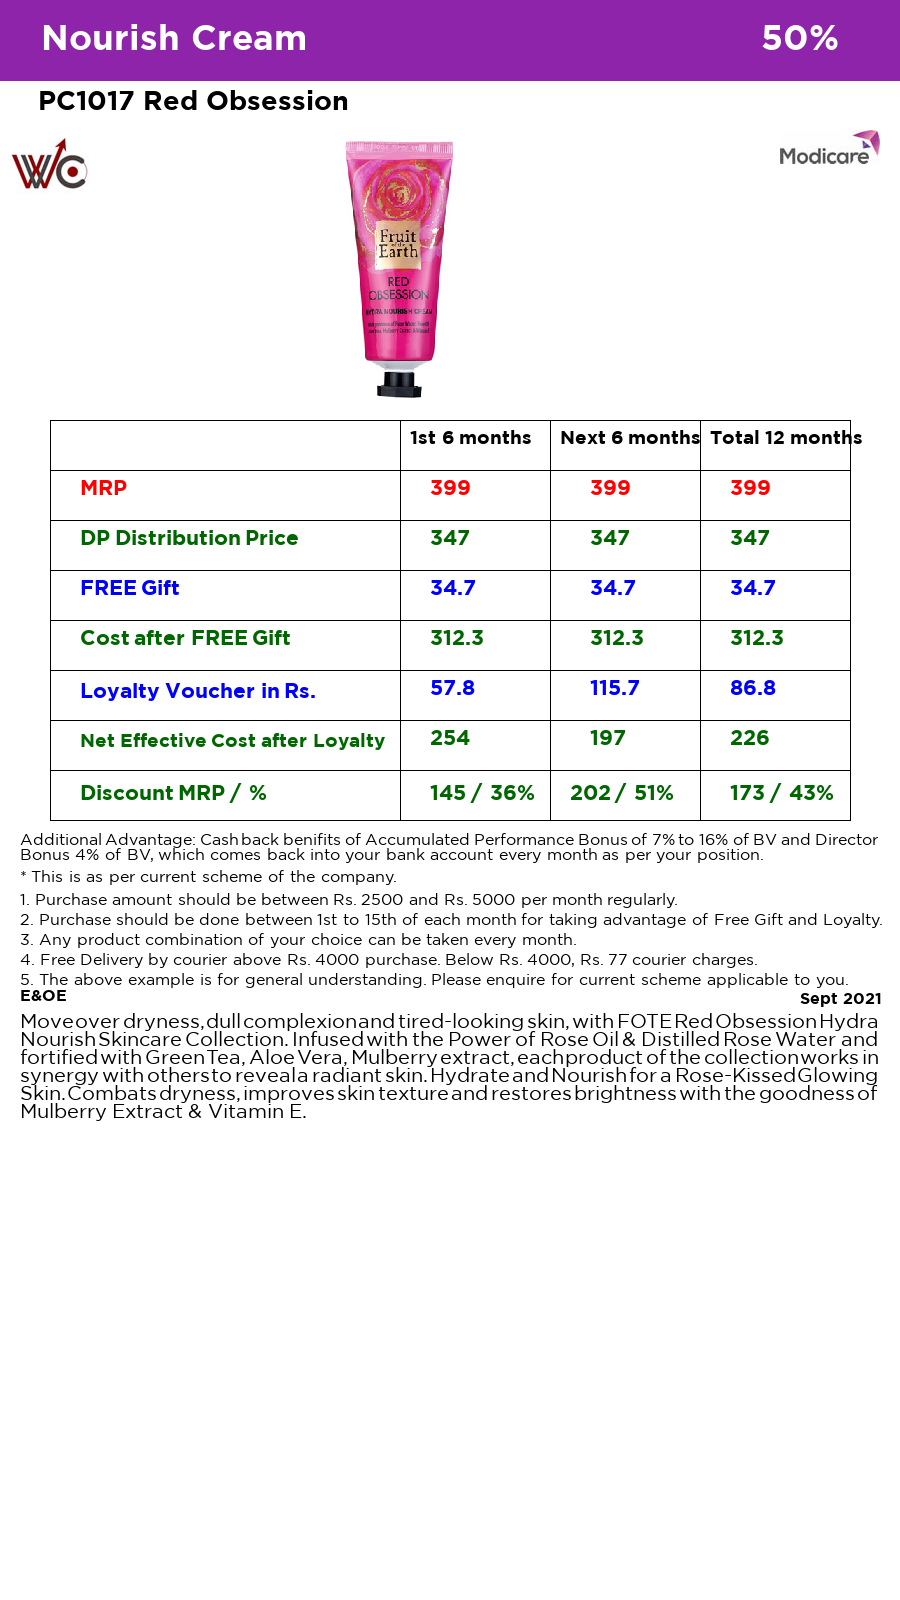 Nourish Cream 50%
PC1017 Red Obsession
WC
Modicare
Fruit
of the
Earth
RED
OBSESSION
HYDRA NOURISH CREAM
1st 6 months Next 6 months Total 12 months
MRP 399 399 399
DP Distribution Price 347 347 347
FREE Gift 34.7 34.7 34.7
Cost after FREE Gift 312.3 312.3 312.3
Loyalty Voucher in Rs. 57.8 115.7 86.8
Net Effective Cost after Loyalty 254 197 226
Discount MRP / % 145 / 36% 202 / 51% 173 / 43%
Additional Advantage: Cash back benifits of Accumulated Performance Bonus of 7% to 16% of BV and Director
Bonus 4% of BV, which comes back into your bank account every month as per your position.
* This is as per current scheme of the company.
1. Purchase amount should be between Rs. 2500 and Rs. 5000 per month regularly.
2. Purchase should be done between 1st to 15th of each month for taking advantage of Free Gift and Loyalty.
3. Any product combination of your choice can be taken every month.
4. Free Delivery by courier above Rs. 4000 purchase. Below Rs. 4000, Rs. 77 courier charges.
5. The above example is for general understanding. Please enquire for current scheme applicable to you.
E&OE Sept 2021
Move over dryness, dull complexion and tired-looking skin, with FOTE Red Obsession Hydra
Nourish Skincare Collection. Infused with the Power of Rose Oil & Distilled Rose Water and
fortified with Green Tea, Aloe Vera, Mulberry extract, each product of the collection works in
synergy with others to reveal a radiant skin. Hydrate and Nourish for a Rose-Kissed Glowing
Skin. Combats dryness, improves skin texture and restores brightness with the goodness of
Mulberry Extract & Vitamin E.